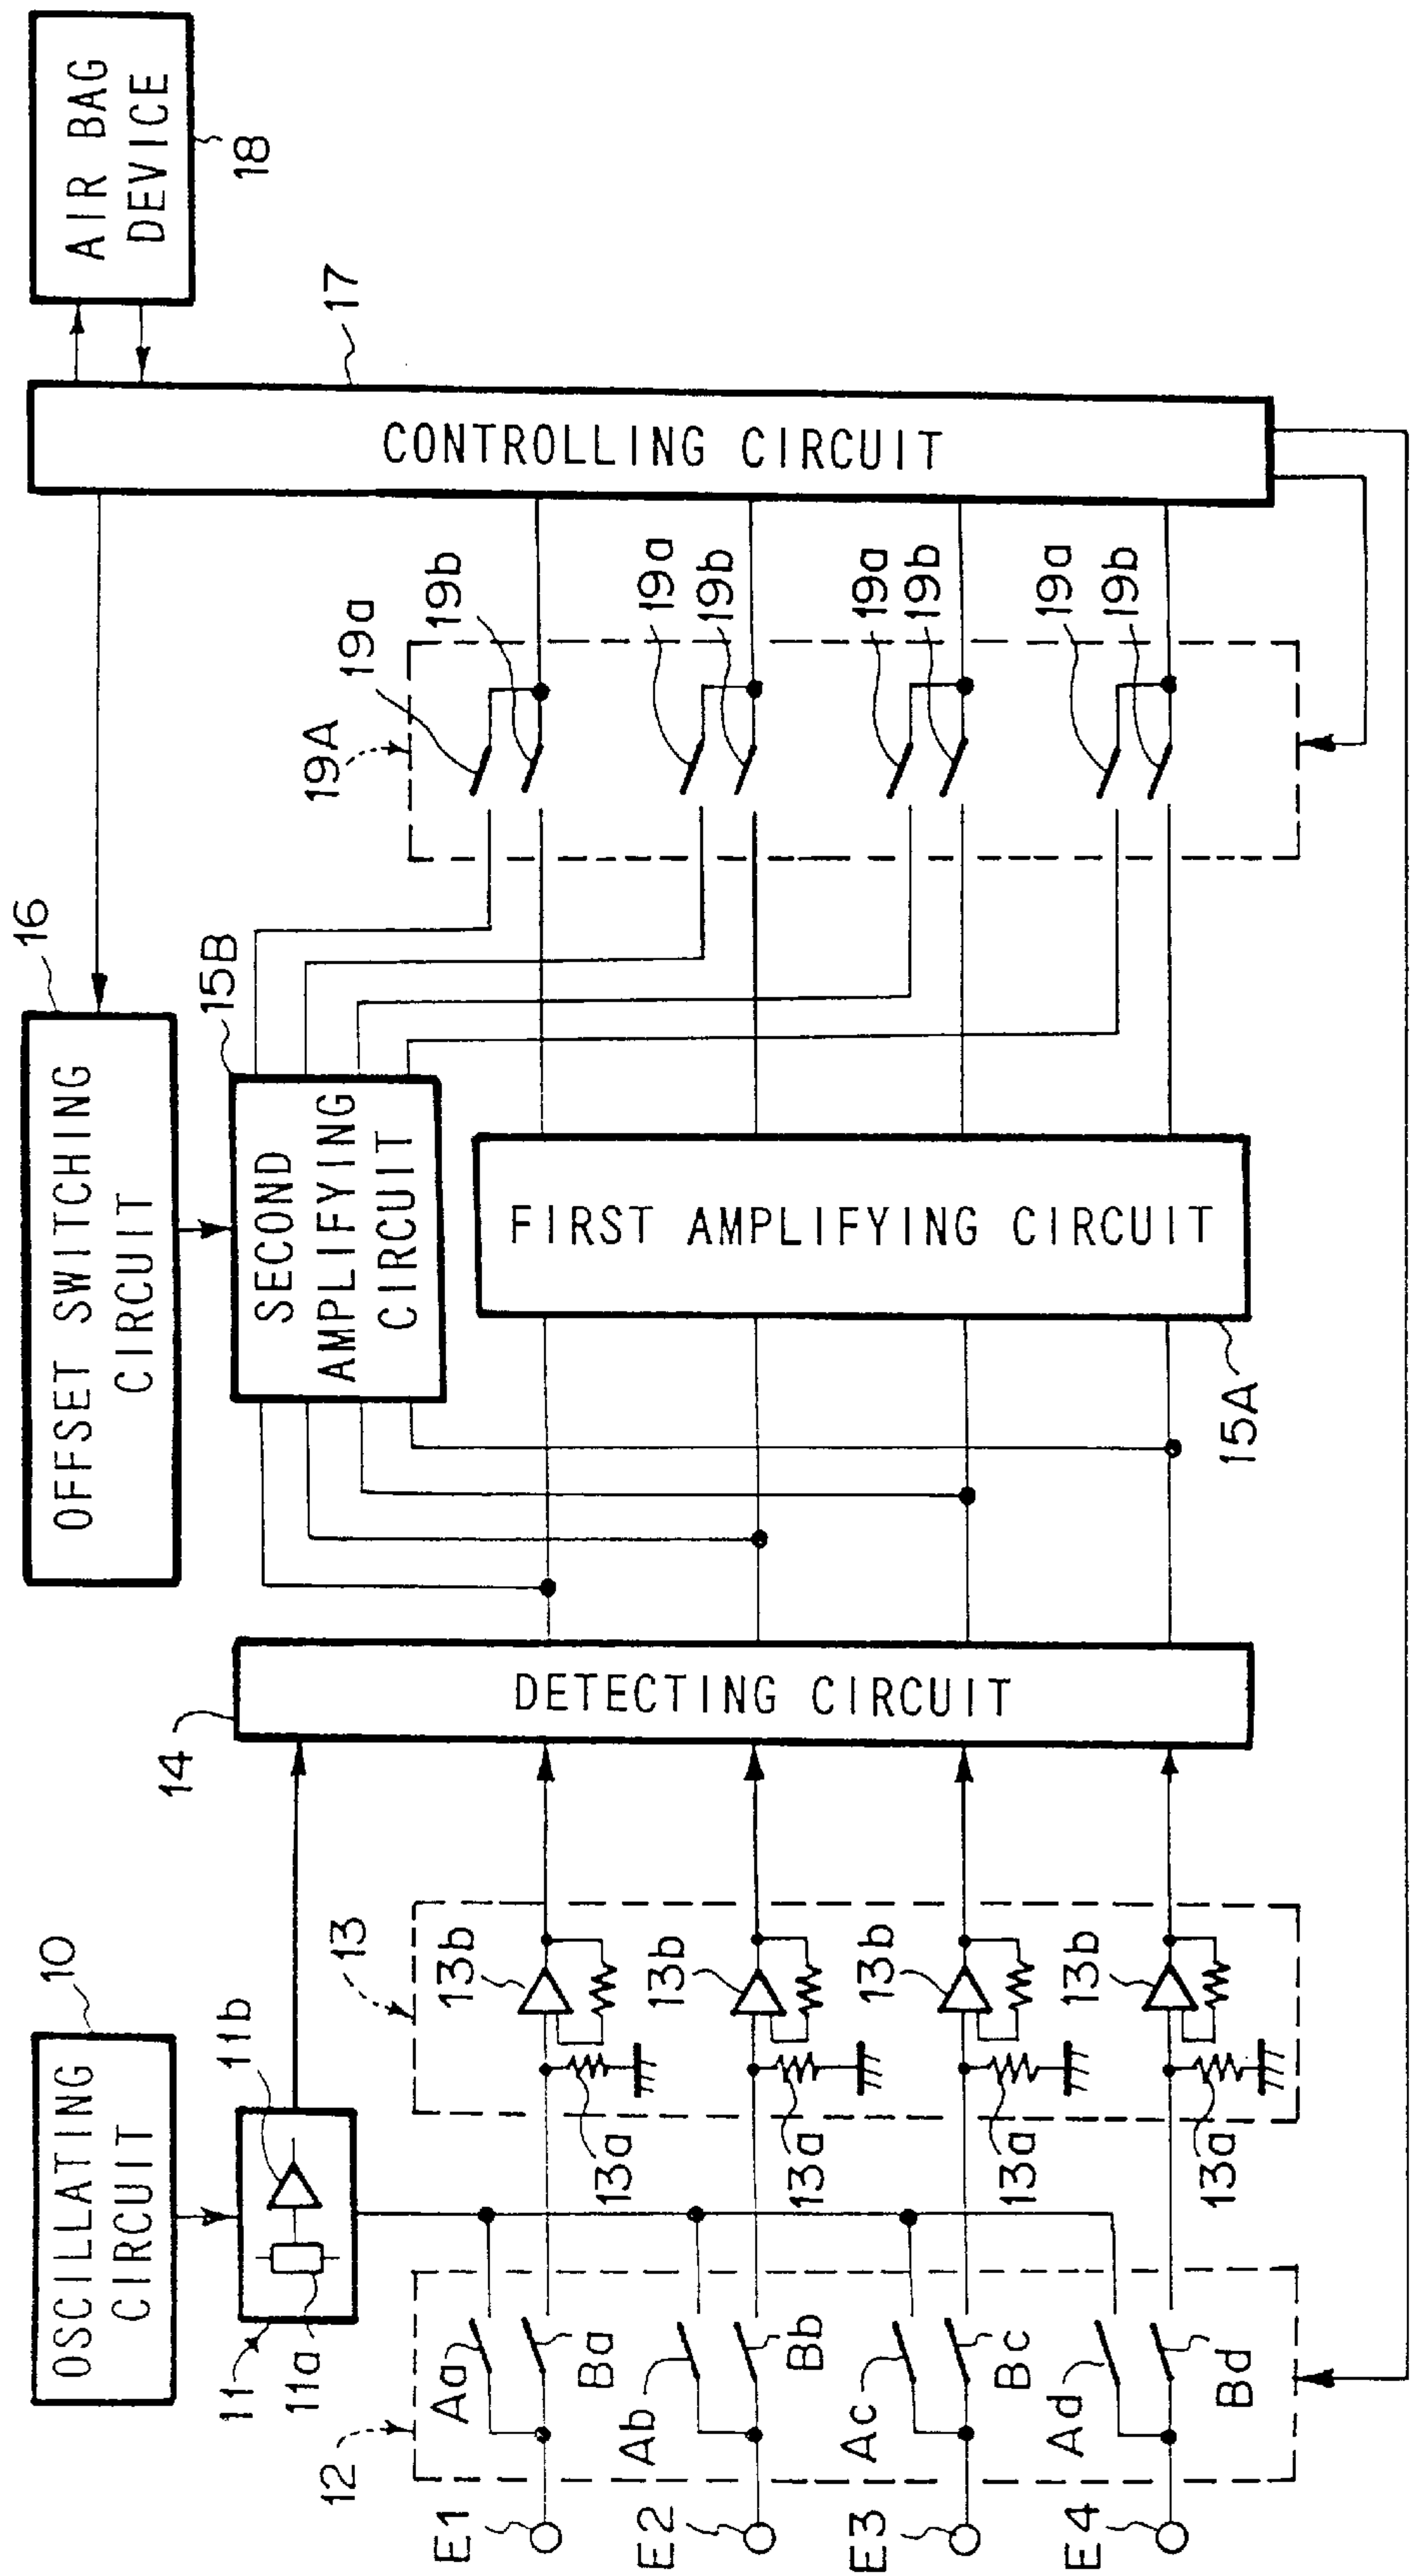 OSCILLATING
CIRCUIT
10
11
11a
11b
12
Aa
Ba
Ab
Bb
Ac
Bc
Ad
Bd
E1
E2
E3
E4
13
13b
13a
13b
13a
13b
13a
13b
13a
14
DETECTING CIRCUIT
OFFSET SWITCHING
CIRCUIT
16
SECOND
AMPLIFYING
CIRCUIT
15B
FIRST AMPLIFYING CIRCUIT
15A
19A
19a
19b
19a
19b
19a
19b
19a
19b
CONTROLLING CIRCUIT
17
AIR BAG
DEVICE
18